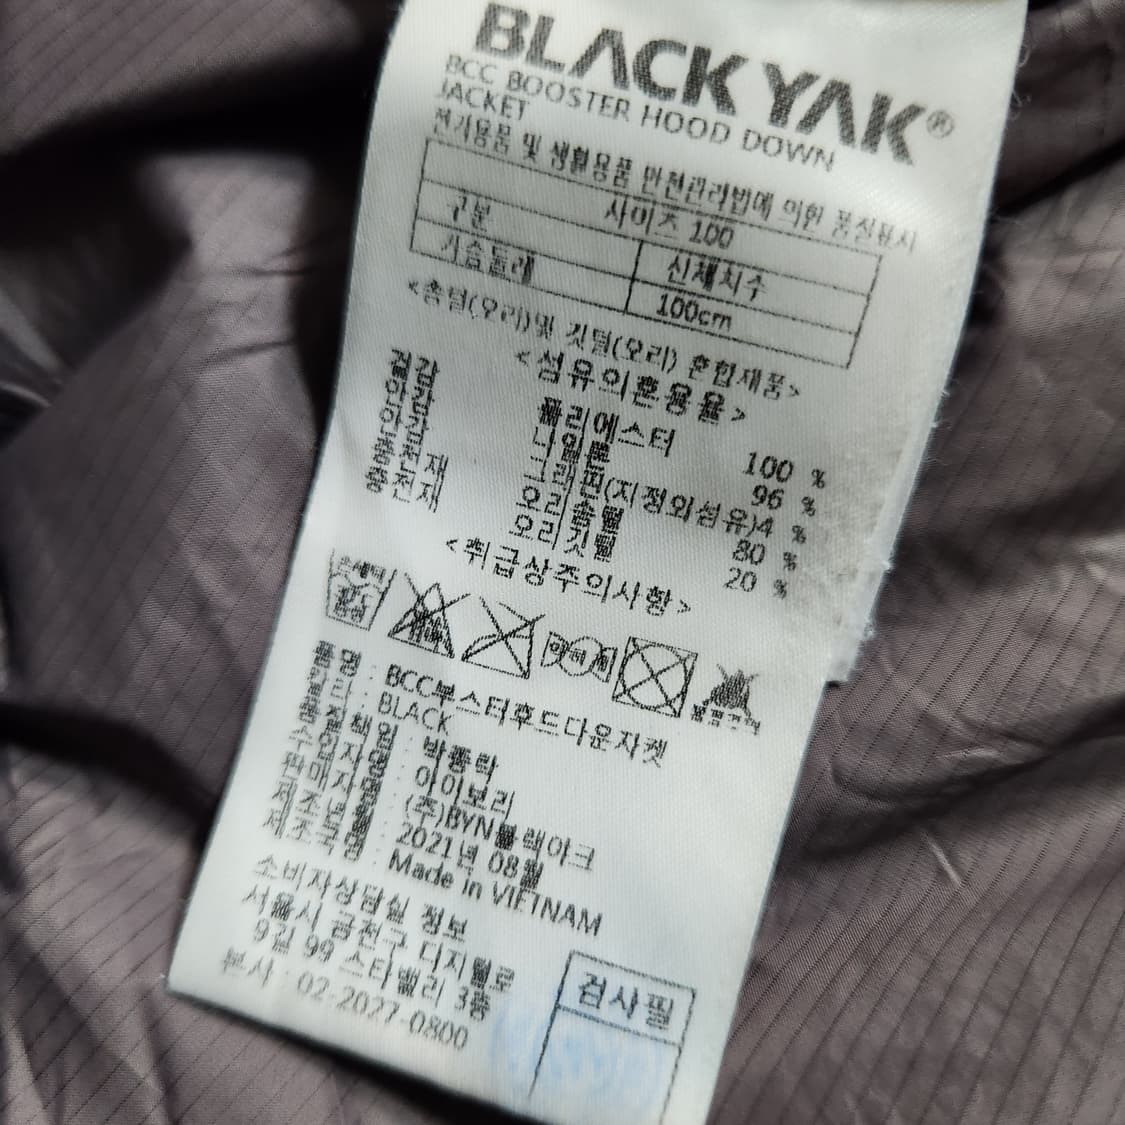 BLACK YAK®
BCC BOOSTER HOOD DOWN
JACKET
전기용품 및 생활용품 안전관리법에 의한 품질표시
사이즈 100
구분 신체치수
가슴둘레 100cm
<솜털(오리)및 깃털(오리) 혼합제품>
<섬유의혼용율>
겉감 폴리에스터 100 %
안감 나일론 96 %
안감 그래핀(지정외섬유)4 %
충전재 오리솜털 80 %
충전재 오리깃털 20 %
<취급상주의사항>
품명 : BCC부스터후드다운자켓
칼라 : BLACK
품질책임 : 박종락
수입자명 : 아이보리
판매자명 : (주)BYN블랙야크
제조년월 : 2021년 08월
제조국명 : Made in VIETNAM
소비자상담실 정보
서울시 금천구 디지털로
9길 99 스타밸리 3층
본사 : 02-2027-0800
검사필